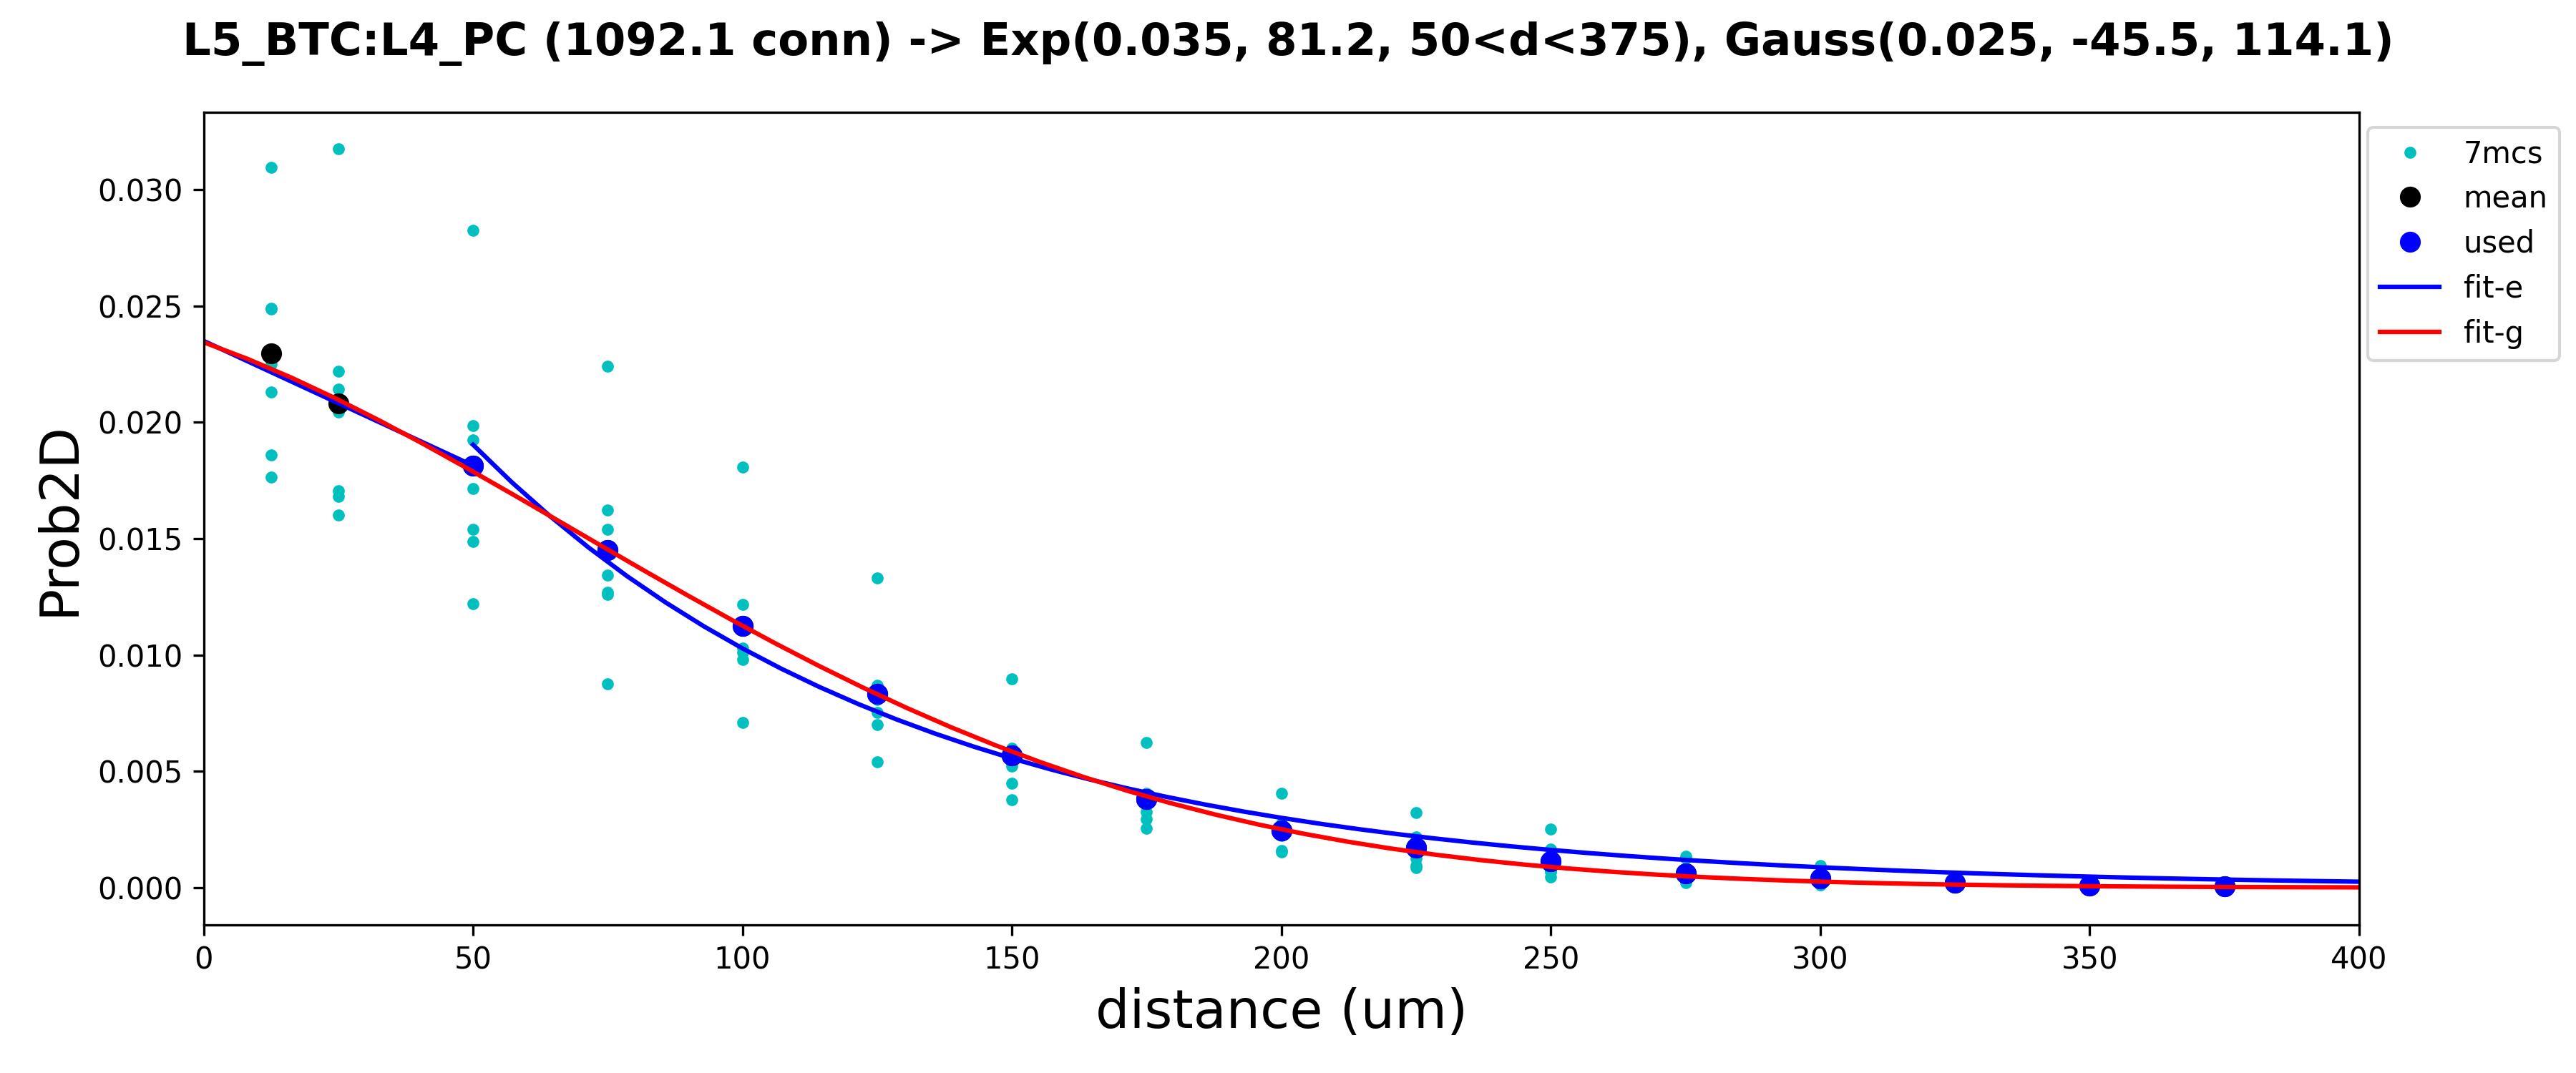 L5_BTC:L4_PC (1092.1 conn) -> Exp(0.035, 81.2, 50<d<375), Gauss(0.025, -45.5, 114.1)
7mcs
mean
used
fit-e
fit-g
0.030
0.025
0.020
0.015
0.010
0.005
0.000
Prob2D
0 50 100 150 200 250 300 350 400
distance (um)